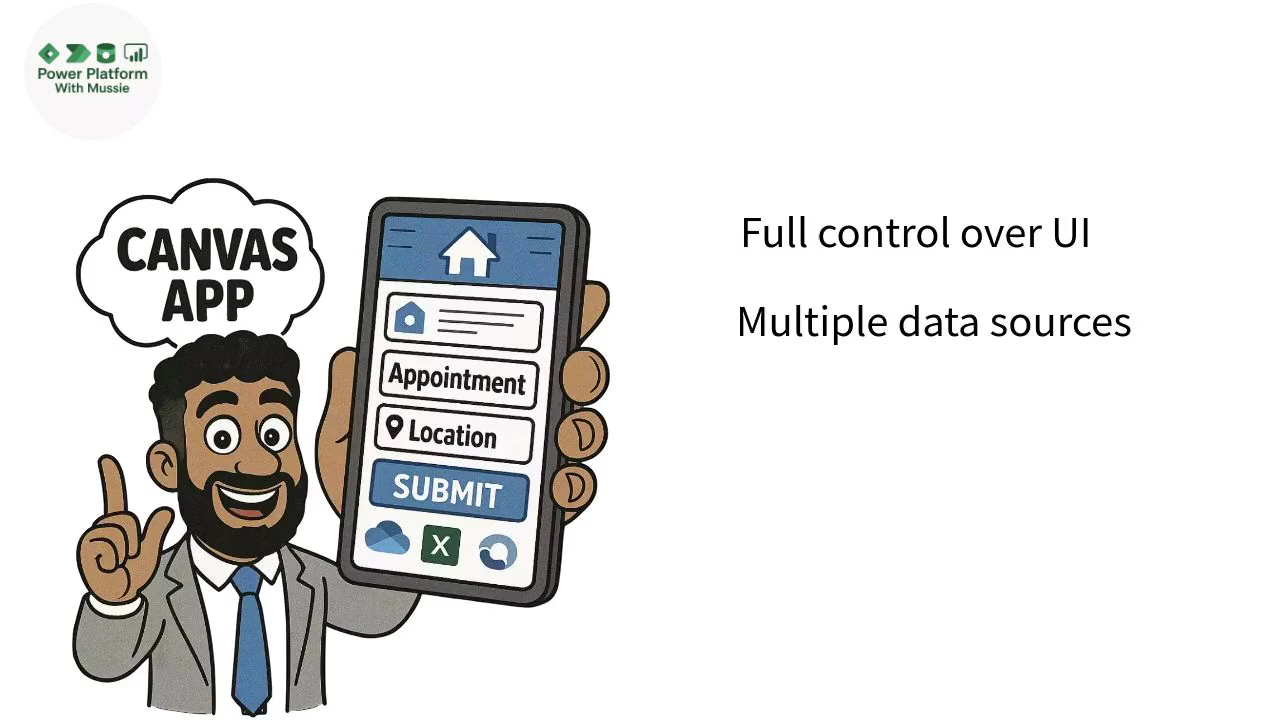 Power Platform
With Mussie
CANVAS
APP
Appointment
Location
SUBMIT
X
Full control over UI
Multiple data sources